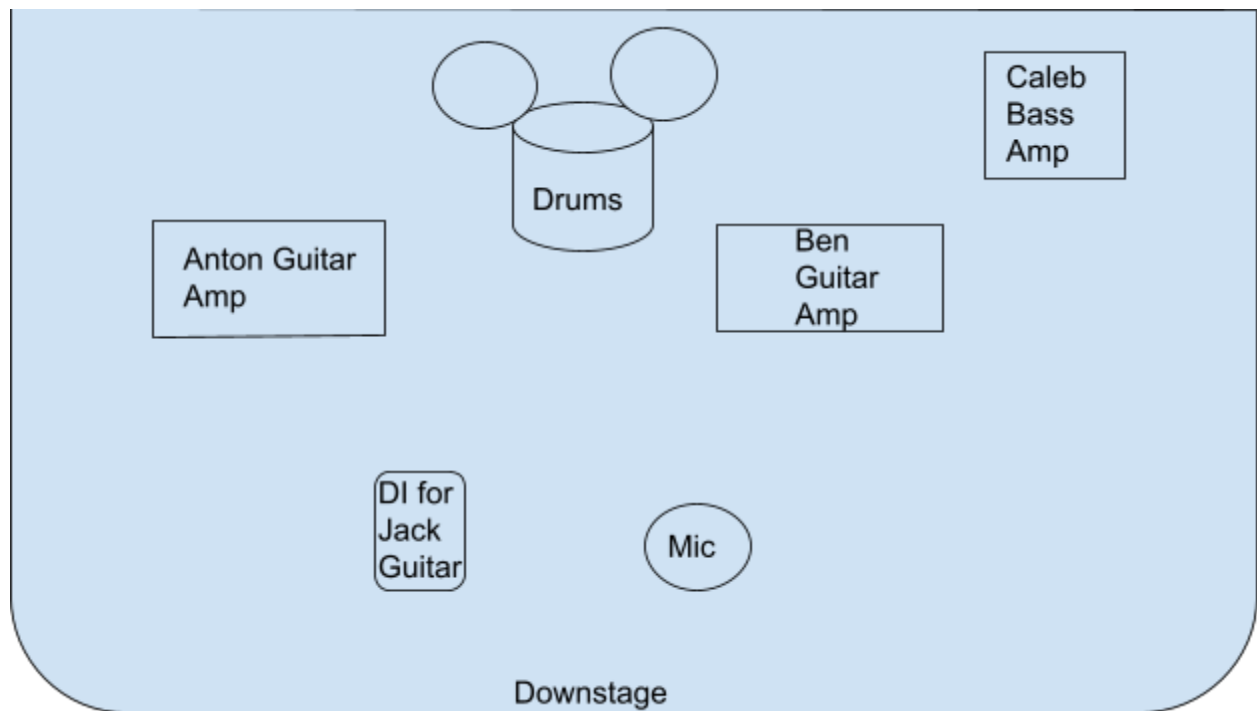 Caleb
Bass
Amp
Drums
Anton Guitar
Amp
Ben
Guitar
Amp
DI for
Jack
Guitar
Mic
Downstage